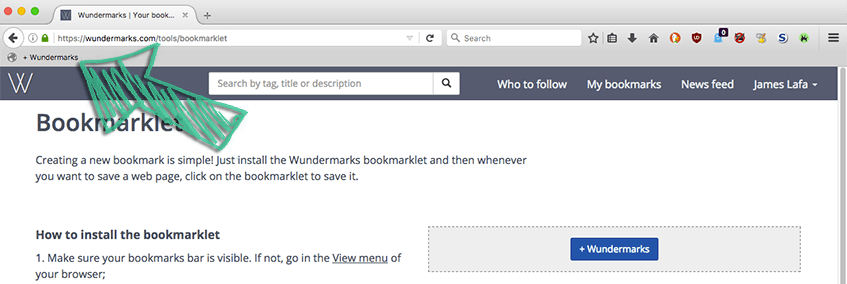 Wundermarks | Your book...
https://wundermarks.com/tools/bookmarklet
Search
0
+ Wundermarks
Search by tag, title or description
Who to follow
My bookmarks
News feed
James Lafa
Bookmarklet
Creating a new bookmark is simple! Just install the Wundermarks bookmarklet and then whenever
you want to save a web page, click on the bookmarklet to save it.
How to install the bookmarklet
1. Make sure your bookmarks bar is visible. If not, go in the View menu of
your browser;
+ Wundermarks